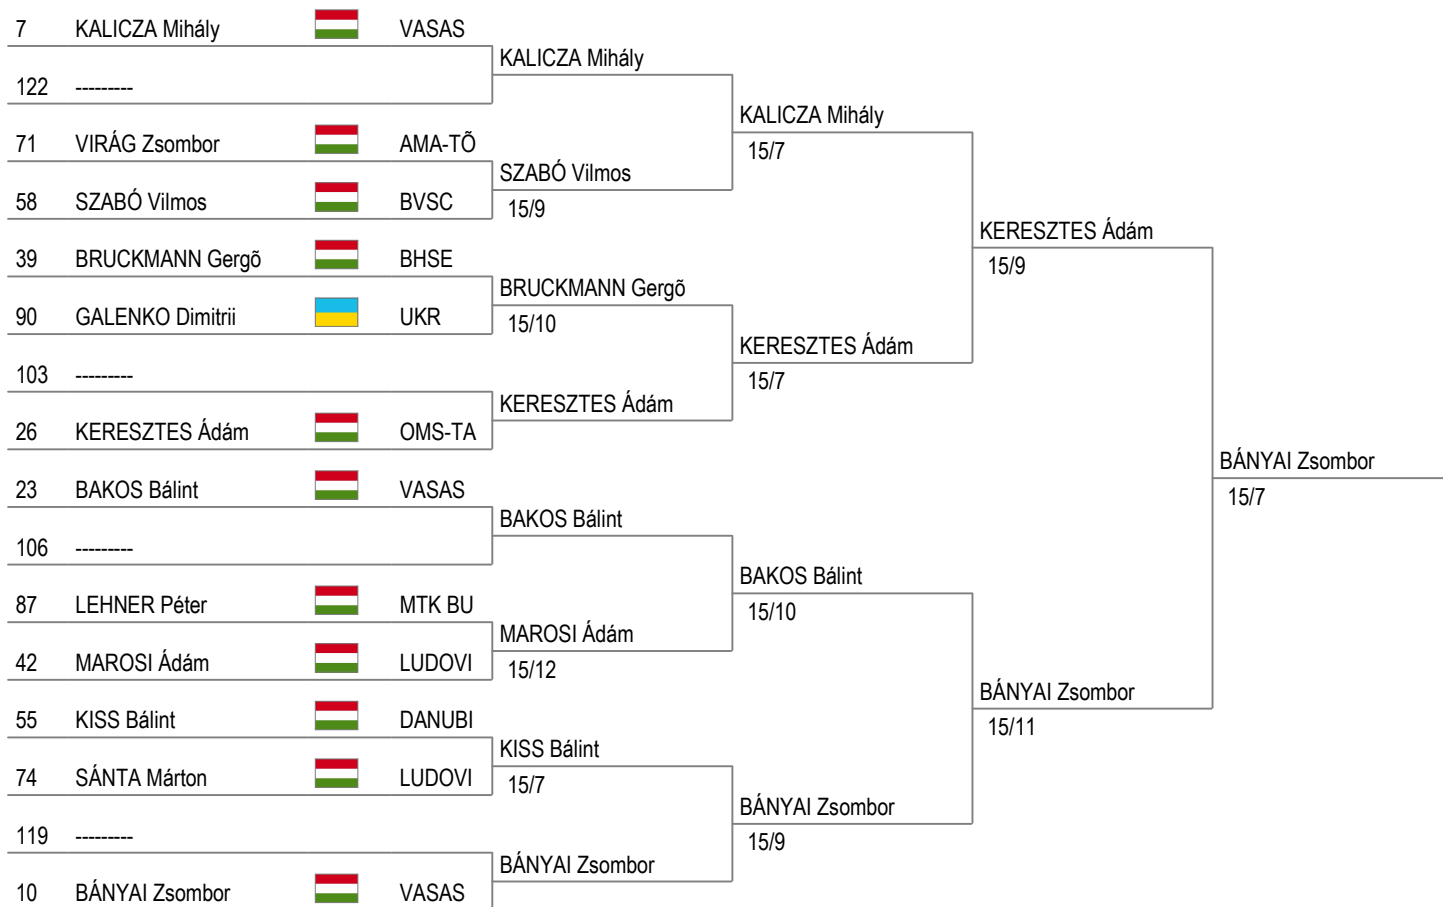 7 KALICZA Mihály VASAS
KALICZA Mihály
122 ---------
KALICZA Mihály
15/7
71 VIRÁG Zsombor AMA-TÕ
SZABÓ Vilmos
15/9
58 SZABÓ Vilmos BVSC
KERESZTES Ádám
15/9
39 BRUCKMANN Gergõ BHSE
BRUCKMANN Gergõ
15/10
90 GALENKO Dimitrii UKR
KERESZTES Ádám
15/7
103 ---------
KERESZTES Ádám
26 KERESZTES Ádám OMS-TA
BÁNYAI Zsombor
15/7
23 BAKOS Bálint VASAS
BAKOS Bálint
106 ---------
BAKOS Bálint
15/10
87 LEHNER Péter MTK BU
MAROSI Ádám
15/12
42 MAROSI Ádám LUDOVI
BÁNYAI Zsombor
15/11
55 KISS Bálint DANUBI
KISS Bálint
15/7
74 SÁNTA Márton LUDOVI
BÁNYAI Zsombor
15/9
119 ---------
BÁNYAI Zsombor
10 BÁNYAI Zsombor VASAS